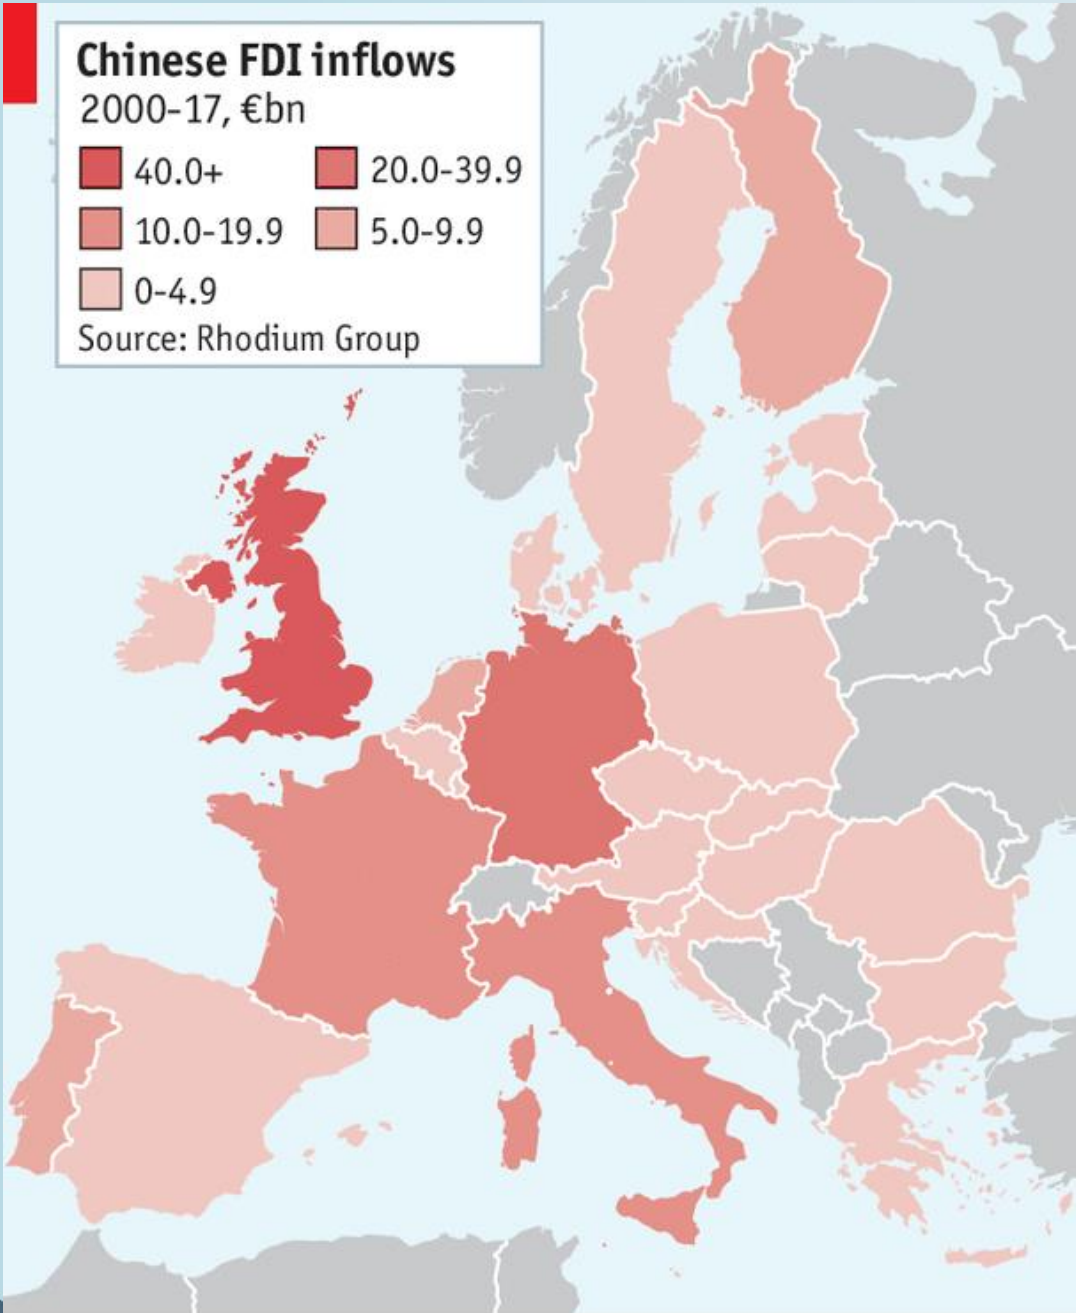 Chinese FDI inflows
2000-17, €bn
40.0+ 20.0-39.9
10.0-19.9 5.0-9.9
0-4.9
Source: Rhodium Group